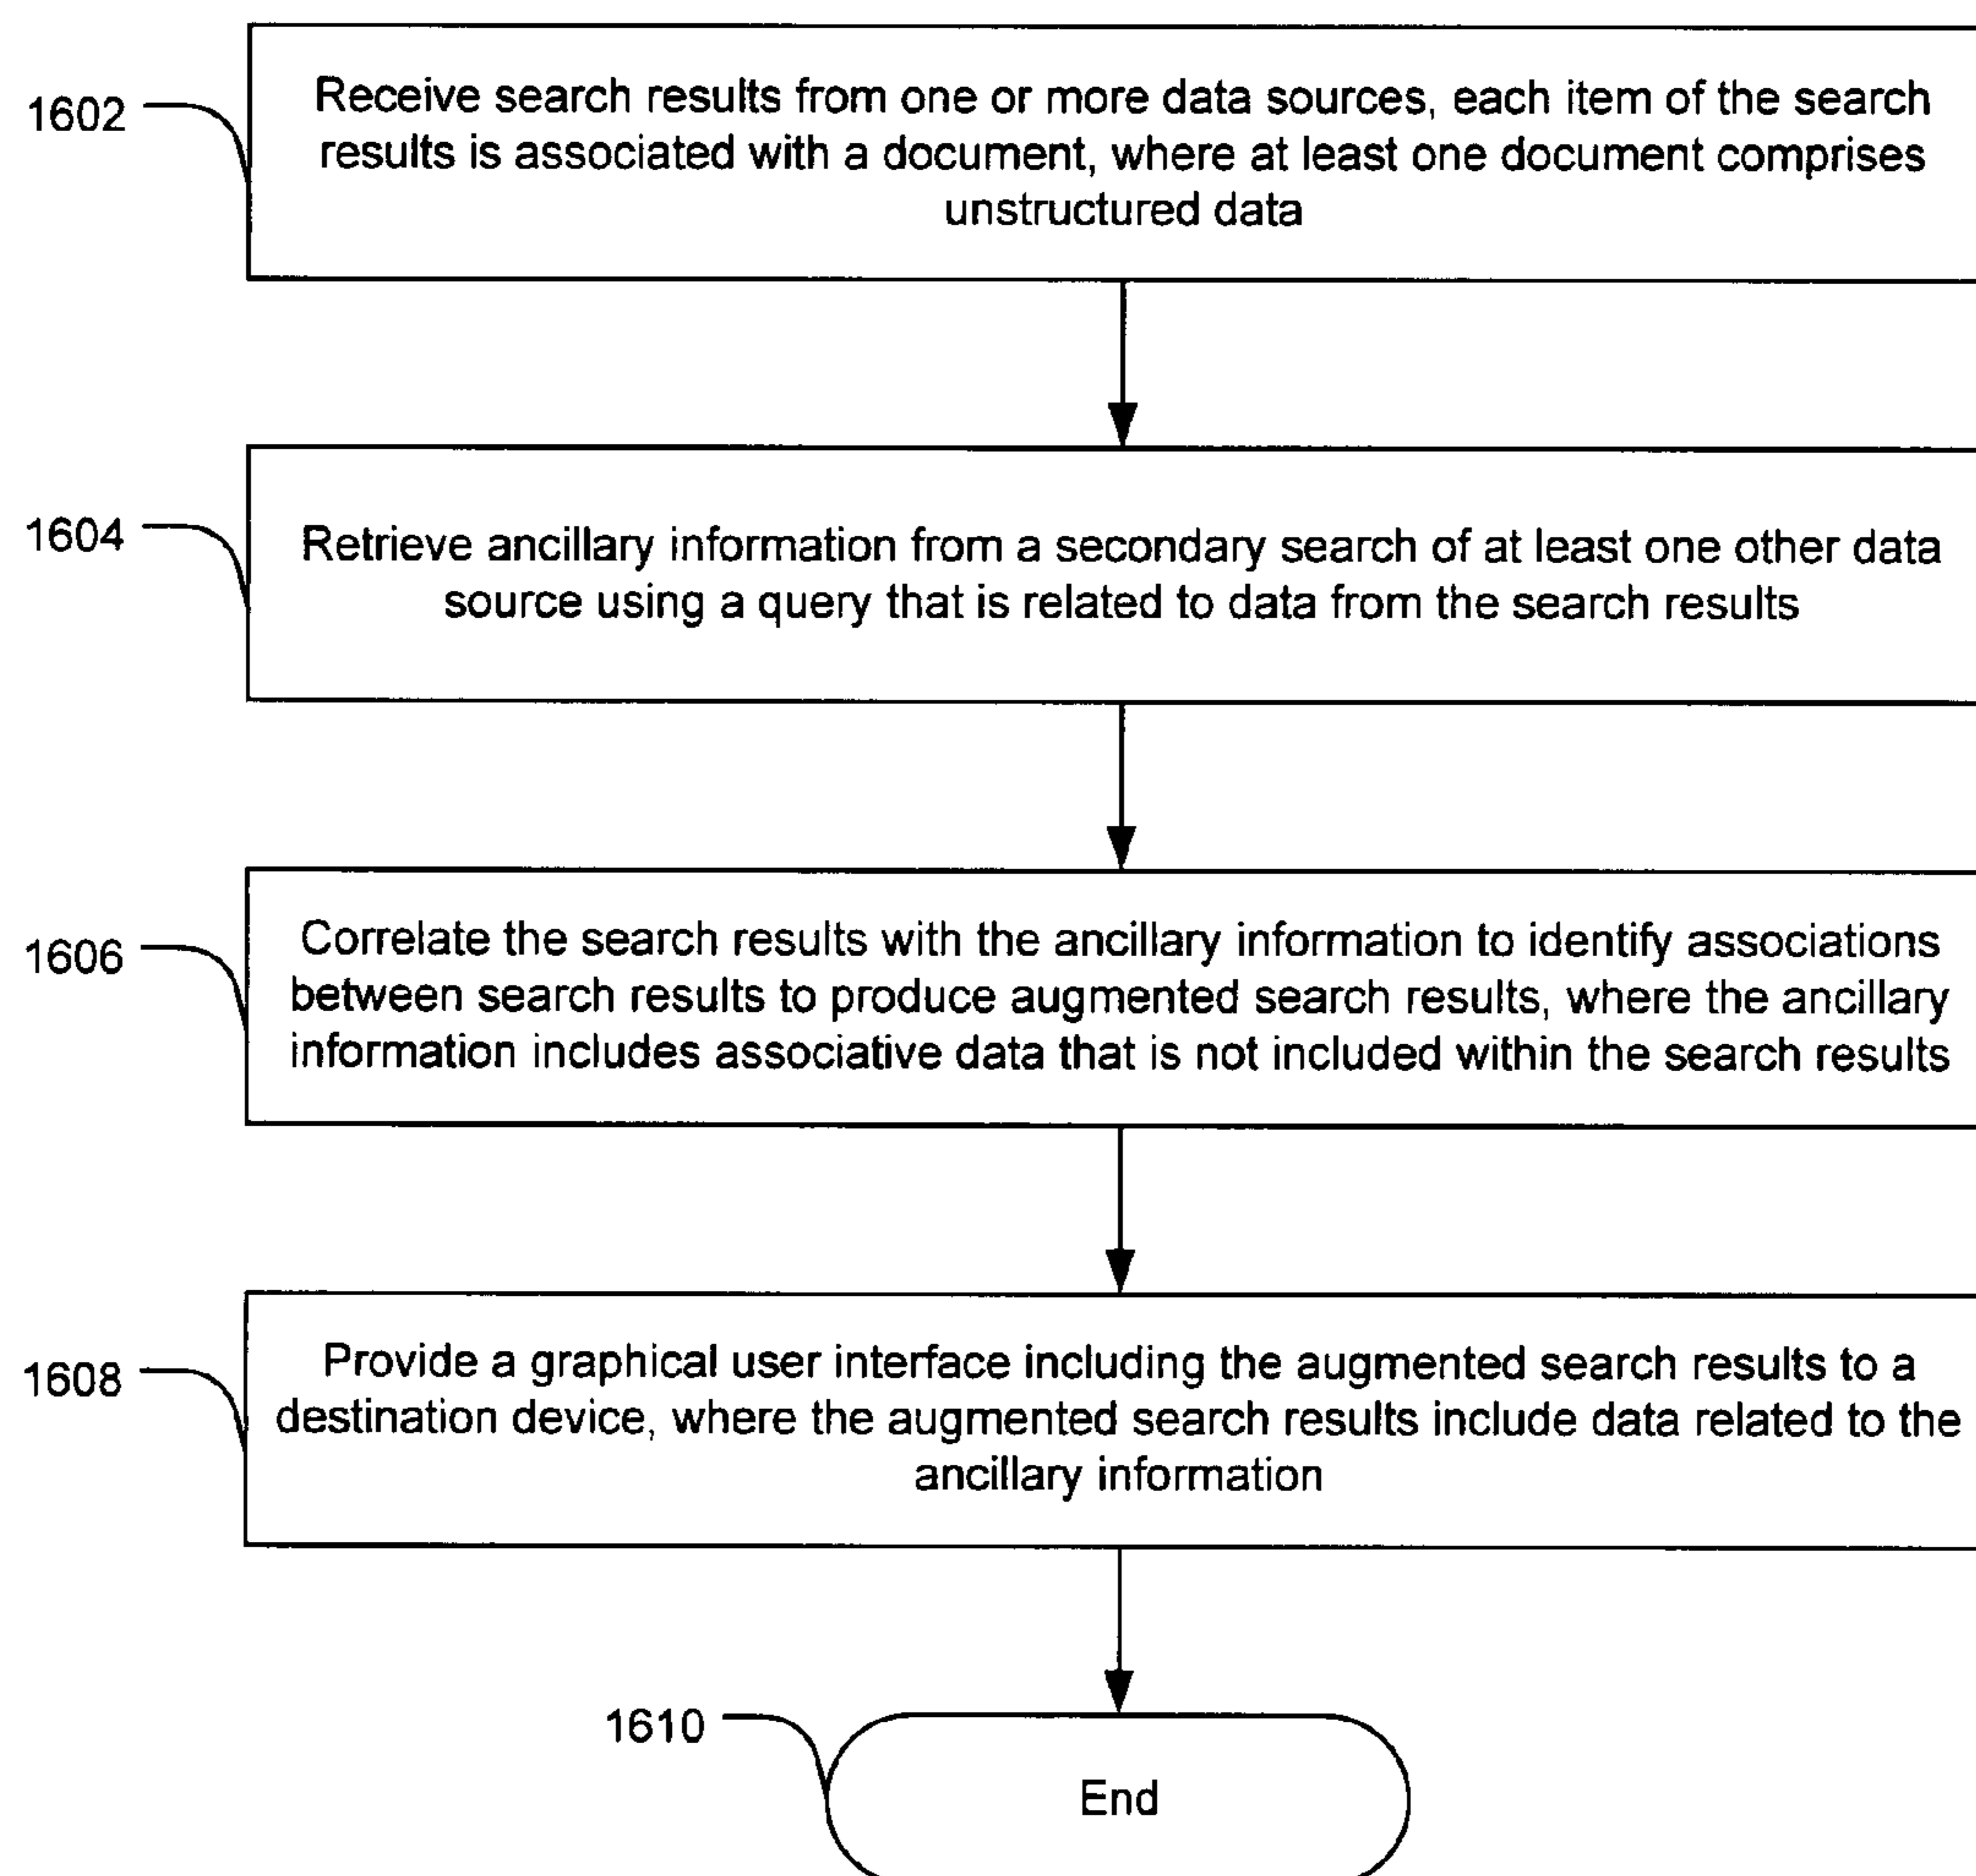 1602
Receive search results from one or more data sources, each item of the search
results is associated with a document, where at least one document comprises
unstructured data
1604
Retrieve ancillary information from a secondary search of at least one other data
source using a query that is related to data from the search results
1606
Correlate the search results with the ancillary information to identify associations
between search results to produce augmented search results, where the ancillary
information includes associative data that is not included within the search results
1608
Provide a graphical user interface including the augmented search results to a
destination device, where the augmented search results include data related to the
ancillary information
1610
End